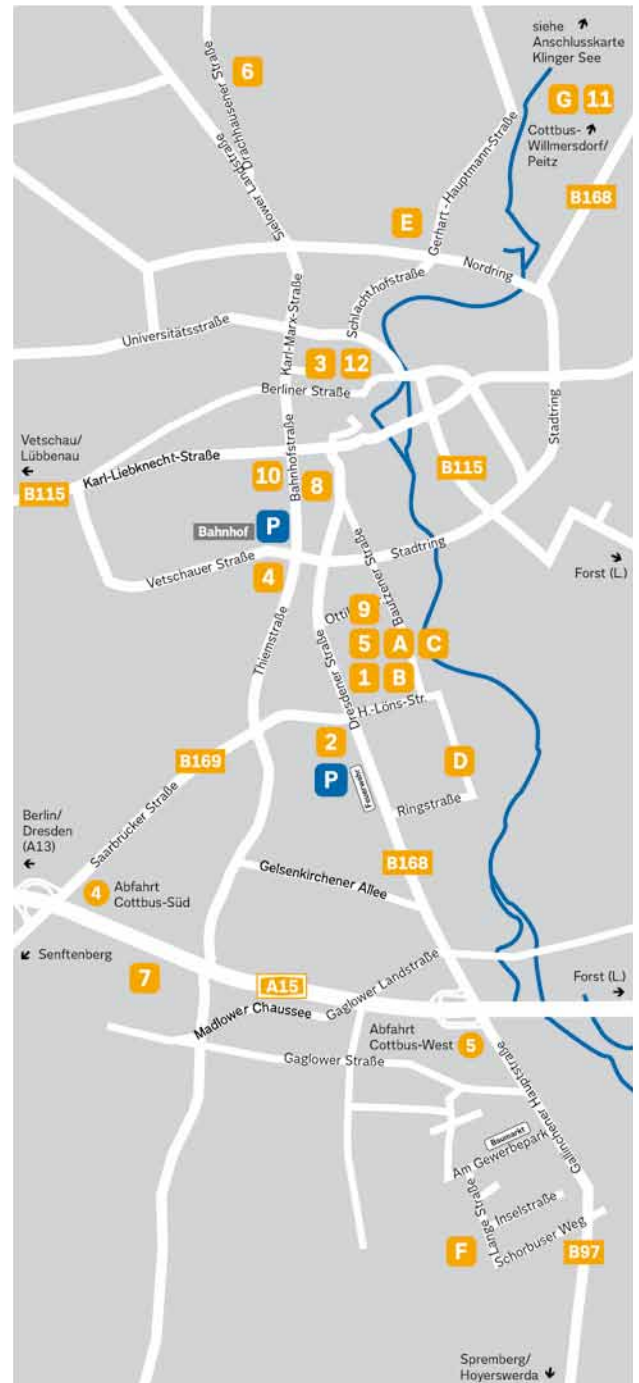 siehe ↗
Anschlusskarte
Klinger See
6
G 11
Cottbus- ↗
Willmersdorf/
Peitz
Drachhausener Straße
Sielower Landstraße
Gerhart - Hauptmann-Straße
B168
E
Nordring
Schlachthofstraße
Karl-Marx-Straße
Universitätsstraße
3 12
Berliner Straße
Stadtring
Vetschau/
Lübbenau
←
B115
Karl-Liebknecht-Straße
Bahnhofstraße
10
8
B115
Bahnhof
P
Vetschauer Straße
Stadtring
4
Forst (L.)
→
Bautzener Straße
Thiemstraße
9
5 A C
1 B
Dresdener Straße
H.-Löns-Str.
2
P
Feuerwehr
D
Ringstraße
B169
Saarbrücker Straße
B168
Berlin/
Dresden
(A13)
←
Gelsenkirchener Allee
4
Abfahrt
Cottbus-Süd
↙ Senftenberg
7
A15
Gaglower Landstraße
Madlower Chaussee
Forst (L.)
→
Abfahrt
Cottbus-West
5
Gaglower Straße
Gallinchener Hauptstraße
Baumarkt
Am Gewerbepark
Lange Straße
Inselstraße
Schorbuser Weg
F
B97
Spremberg/
Hoyerswerda ↓